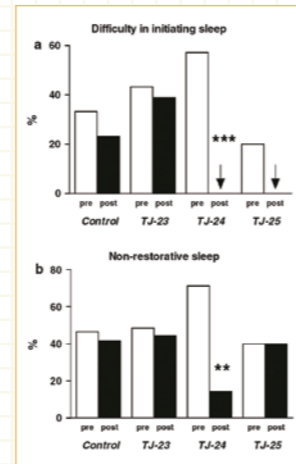 Difficulty in initiating sleep
a
60
40
20
0
%
***
pre post pre post pre post pre post
Control TJ-23 TJ-24 TJ-25
Non-restorative sleep
b
80
60
40
20
0
%
**
pre post pre post pre post pre post
Control TJ-23 TJ-24 TJ-25